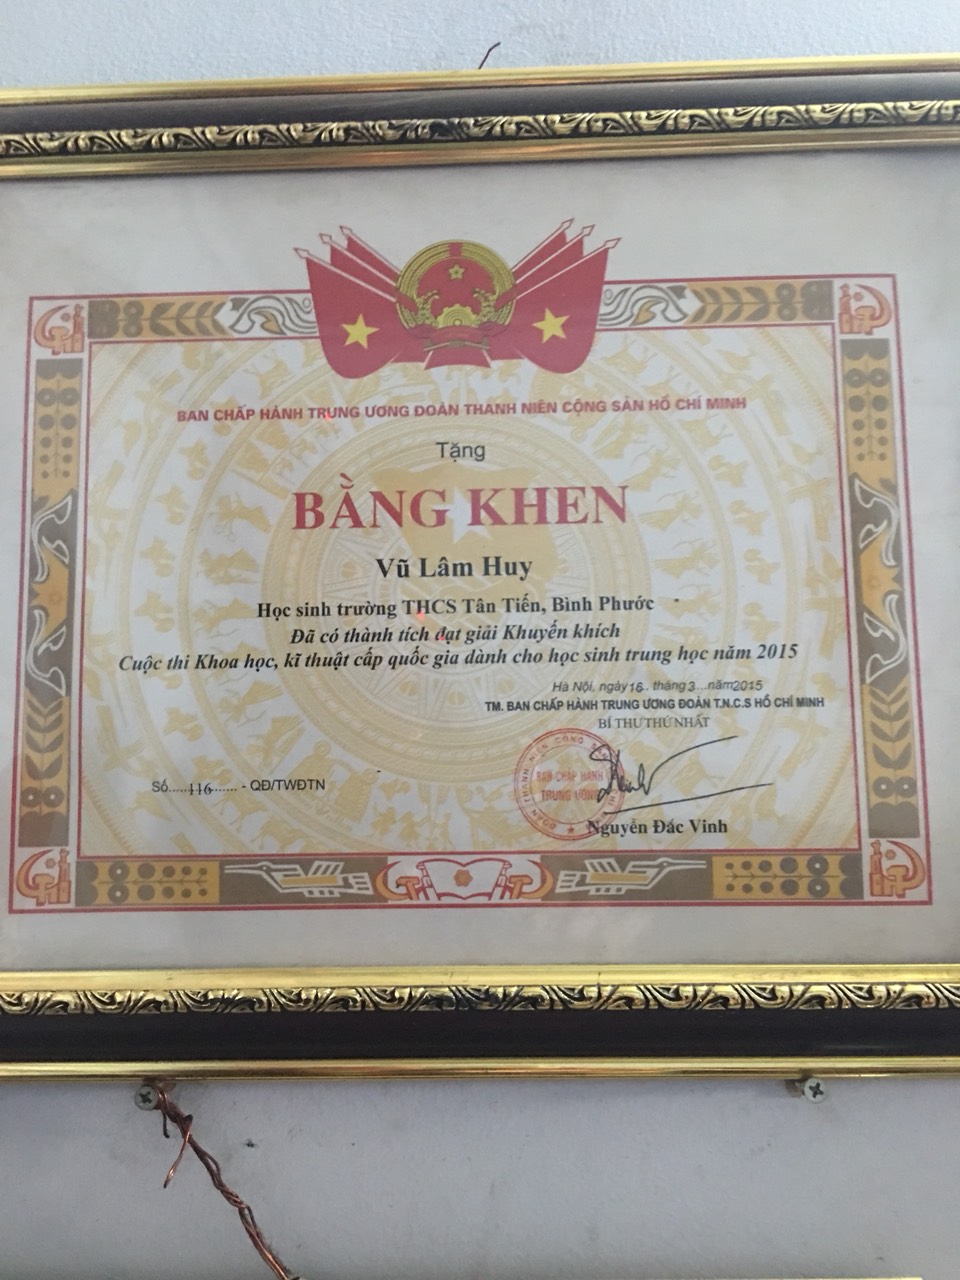 BAN CHẤP HÀNH TRUNG ƯƠNG ĐOÀN THANH NIÊN CỘNG SẢN HỒ CHÍ MINH
Tặng
BẰNG KHEN
Vũ Lâm Huy
Học sinh trường THCS Tân Tiến, Bình Phước
Đã có thành tích đạt giải Khuyến khích
Cuộc thi Khoa học, kĩ thuật cấp quốc gia dành cho học sinh trung học năm 2015
Hà Nội, ngày 16.. tháng 3...năm 2015
TM. BAN CHẤP HÀNH TRUNG ƯƠNG ĐOÀN T.N.C.S HỒ CHÍ MINH
BÍ THƯ THỨ NHẤT
Số.....116...... - QĐ/TWĐTN
BAN CHẤP HÀNH
TRUNG ƯƠNG
Nguyễn Đắc Vinh